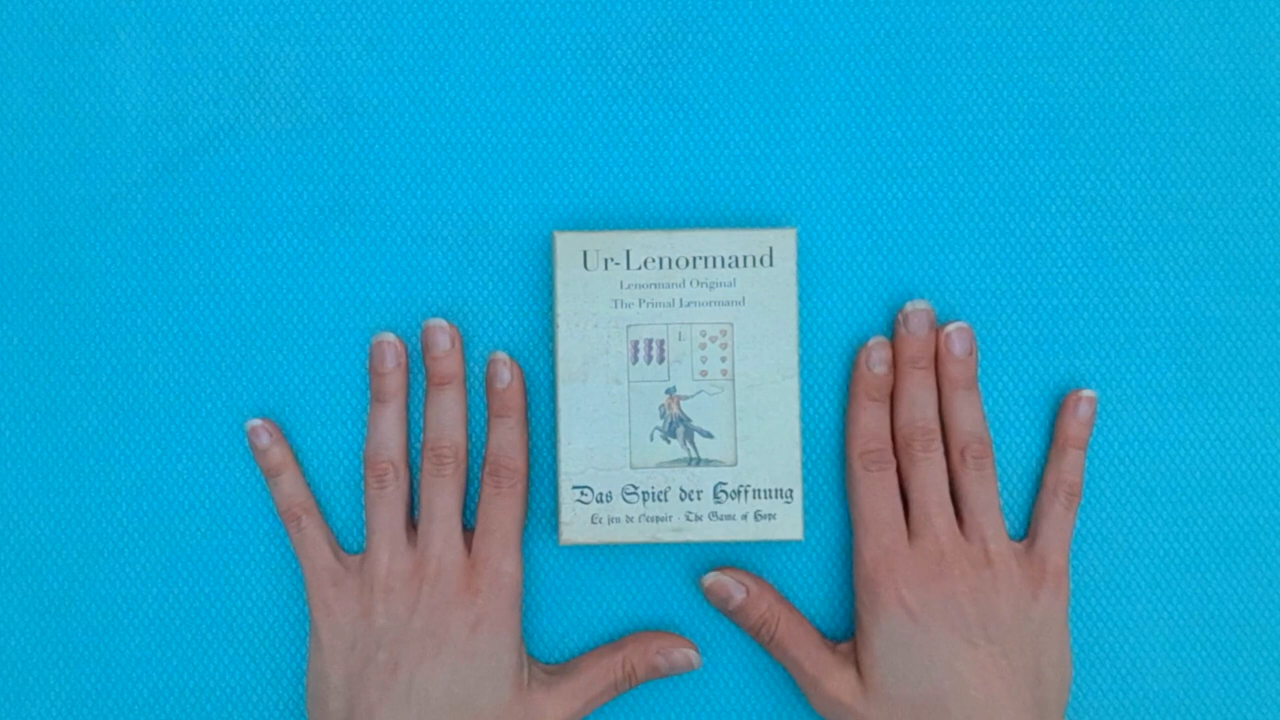 Ur-Lenormand
Lenormand Original
The Primal Lenormand
I.
Das Spiel der Hoffnung
Le jeu de l'espoir · The Game of Hope